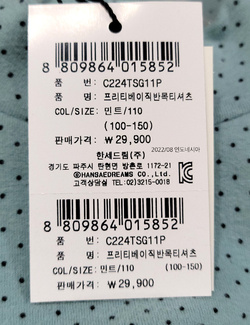 8 809864 015852
품 번: C224TSG11P
품 명: 프리티베이직반목티셔츠
COL/SIZE: 민트/110
(100-150)
판매가격: ₩ 29,900
2022/08 인도네시아
한세드림(주)
경기도 파주시 탄현면 방촌로 1172-21
ⓒHANSAEDREAMS CO.,Ltd.
고객상담실 TEL:02)3215-0018
8 809864 015852
품 번: C224TSG11P
품 명: 프리티베이직반목티셔츠
COL/SIZE: 민트/110 (100-150)
판매가격: ₩ 29,900